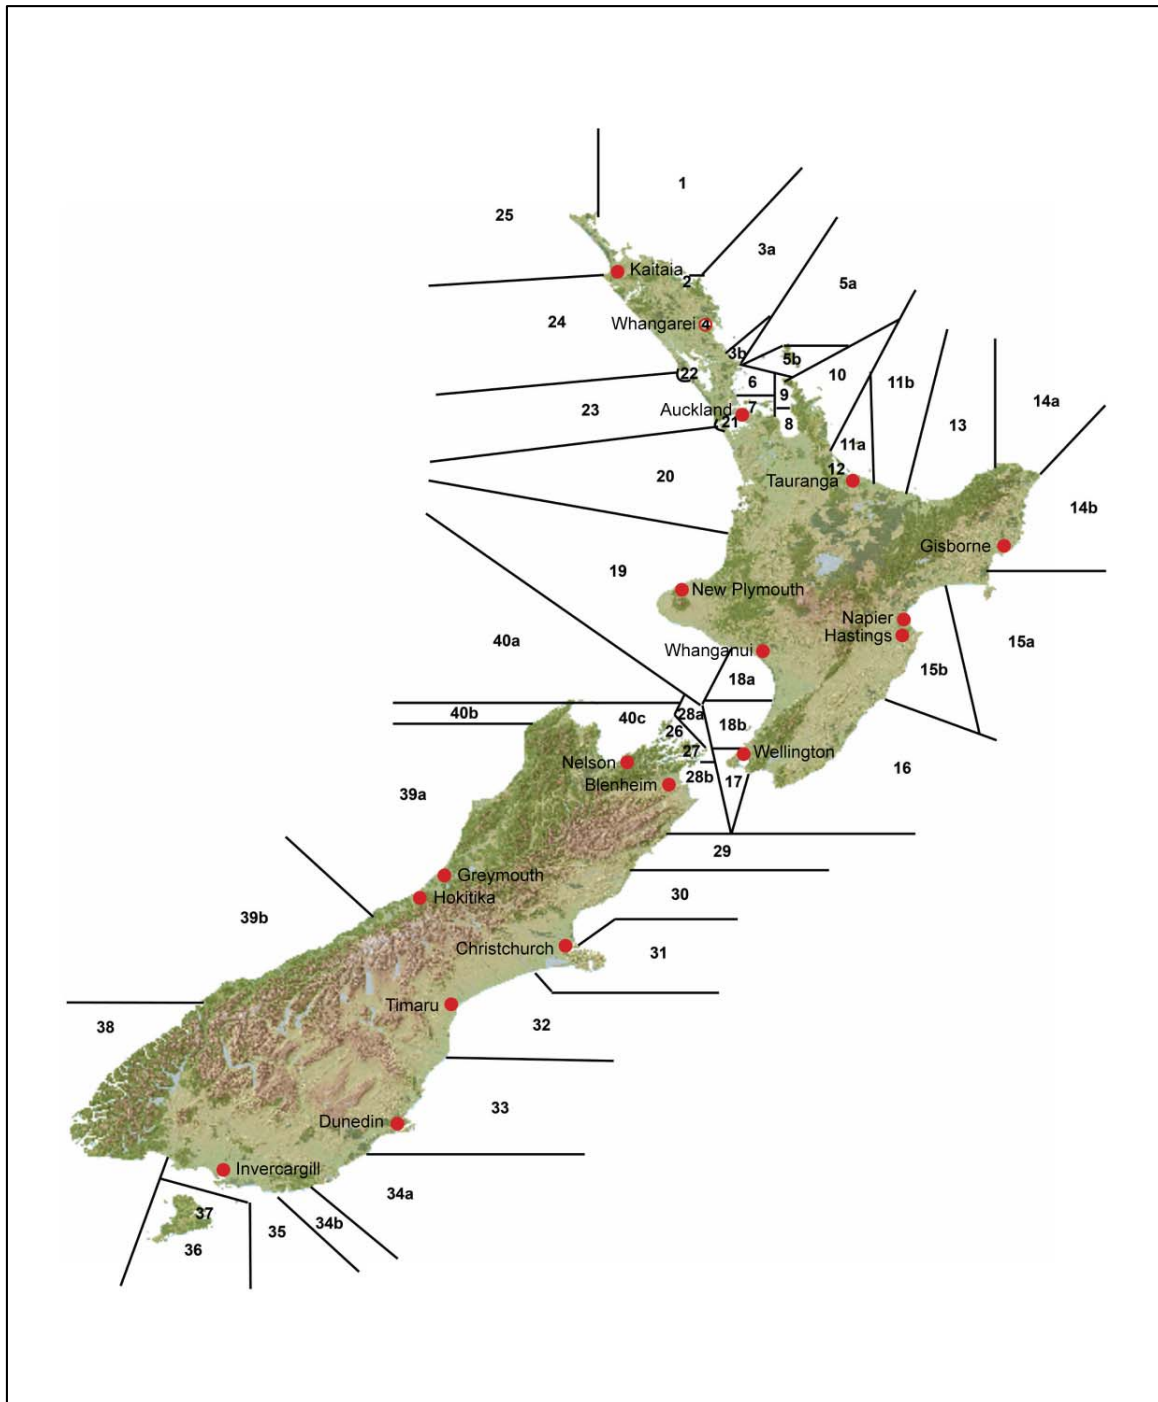 1
25
3a
Kaitaia
2
5a
24
Whangarei
4
3b
5b
22
6
10
11b
9
23
Auckland
7
21
8
14a
13
11a
12
20
Tauranga
14b
Gisborne
19
New Plymouth
Napier
Hastings
40a
Whanganui
15a
15b
18a
40b
40c
28a
26
18b
27
Wellington
Nelson
28b
17
16
Blenheim
39a
29
Greymouth
30
Hokitika
39b
Christchurch
31
Timaru
38
32
33
Dunedin
Invercargill
34a
37
35
34b
36